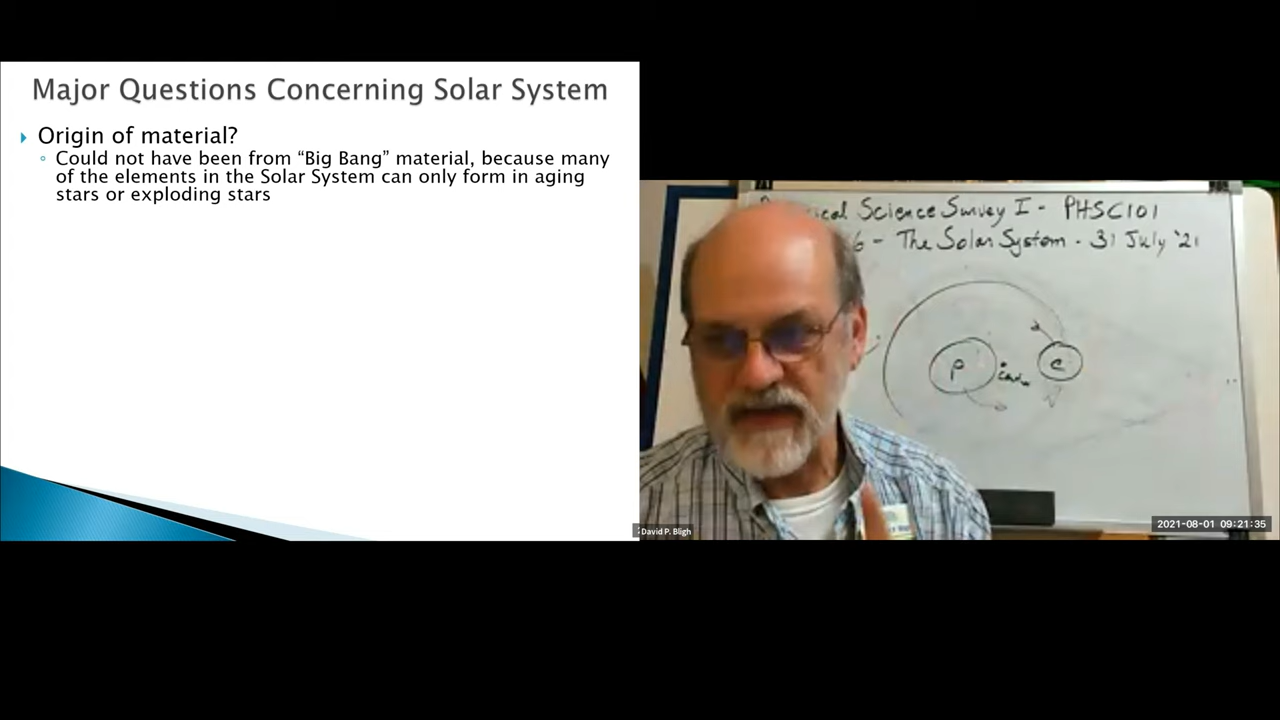 Major Questions Concerning Solar System
Origin of material?
Could not have been from “Big Bang” material, because many
of the elements in the Solar System can only form in aging
stars or exploding stars
Science Survey I - PHSC101
6 - The Solar System - 31 July '21
P
C
David P. Bligh
2021-08-01 09:21:35